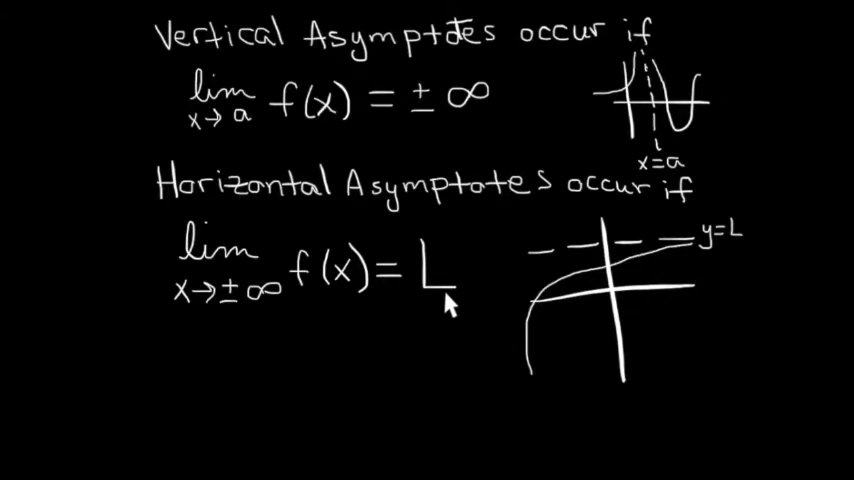 Vertical Asymptotes occur if
lim x→a f(x) = ± ∞
x=a
Horizontal Asymptotes occur if
lim x→±∞ f(x) = L
y=L